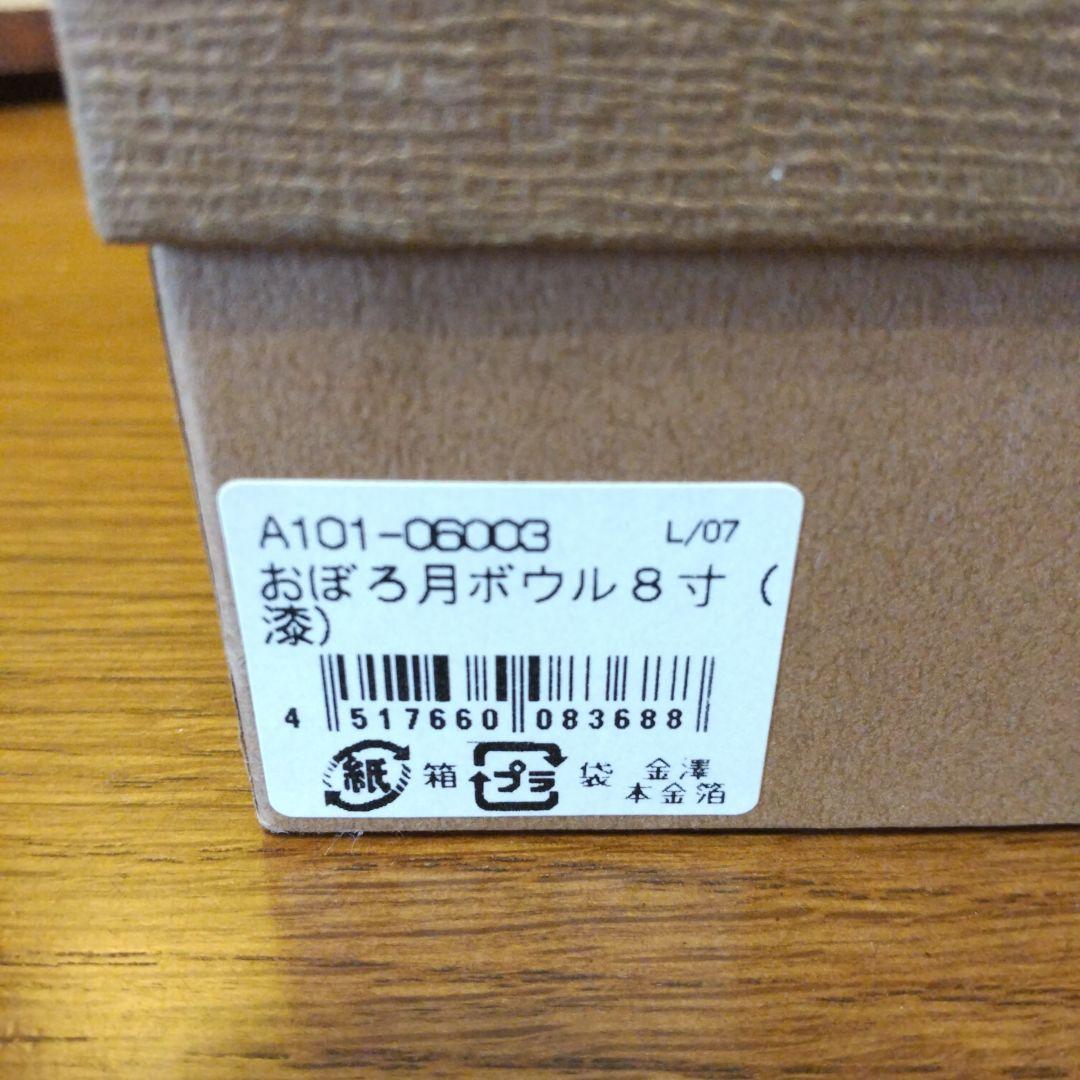 A101-06003 L/07
おぼろ月ボウル8寸(
漆)
4 517660 083688
紙 箱 プラ 袋 金澤
本金箔